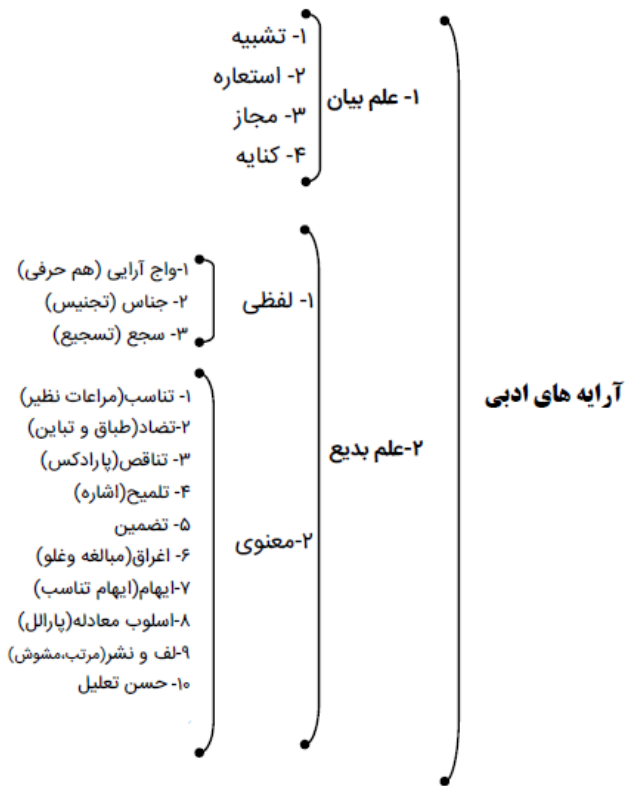 آرایه های ادبی
۱- علم بیان
۱- تشبیه
۲- استعاره
۳- مجاز
۴- کنایه
۲-علم بدیع
۱- لفظی
۱-واج آرایی (هم حرفی)
۲- جناس (تجنیس)
۳- سجع (تسجیع)
۲-معنوی
۱- تناسب(مراعات نظیر)
۲-تضاد(طباق و تباین)
۳- تناقص(پارادکس)
۴- تلمیح(اشاره)
۵- تضمین
۶- اغراق(مبالغه وغلو)
۷-ایهام(ایهام تناسب)
۸-اسلوب معادله(پارالل)
۹-لف و نشر(مرتب،مشوش)
۱۰- حسن تعلیل